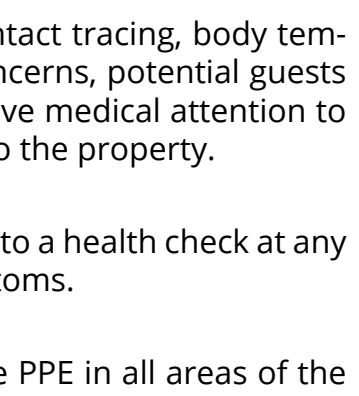 ntact tracing, body tem-
ncerns, potential guests
ve medical attention to
o the property.
to a health check at any
toms.
e PPE in all areas of the